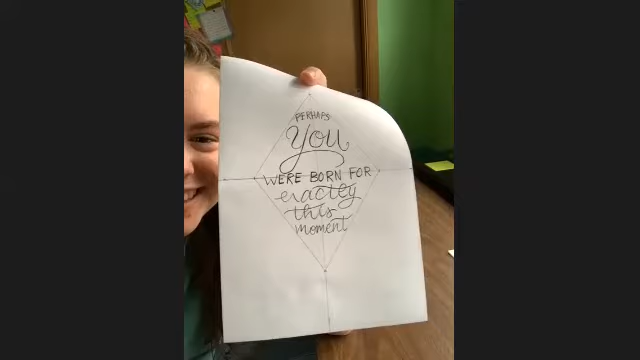 PERHAPS
You
WERE BORN FOR
exactly
this
moment